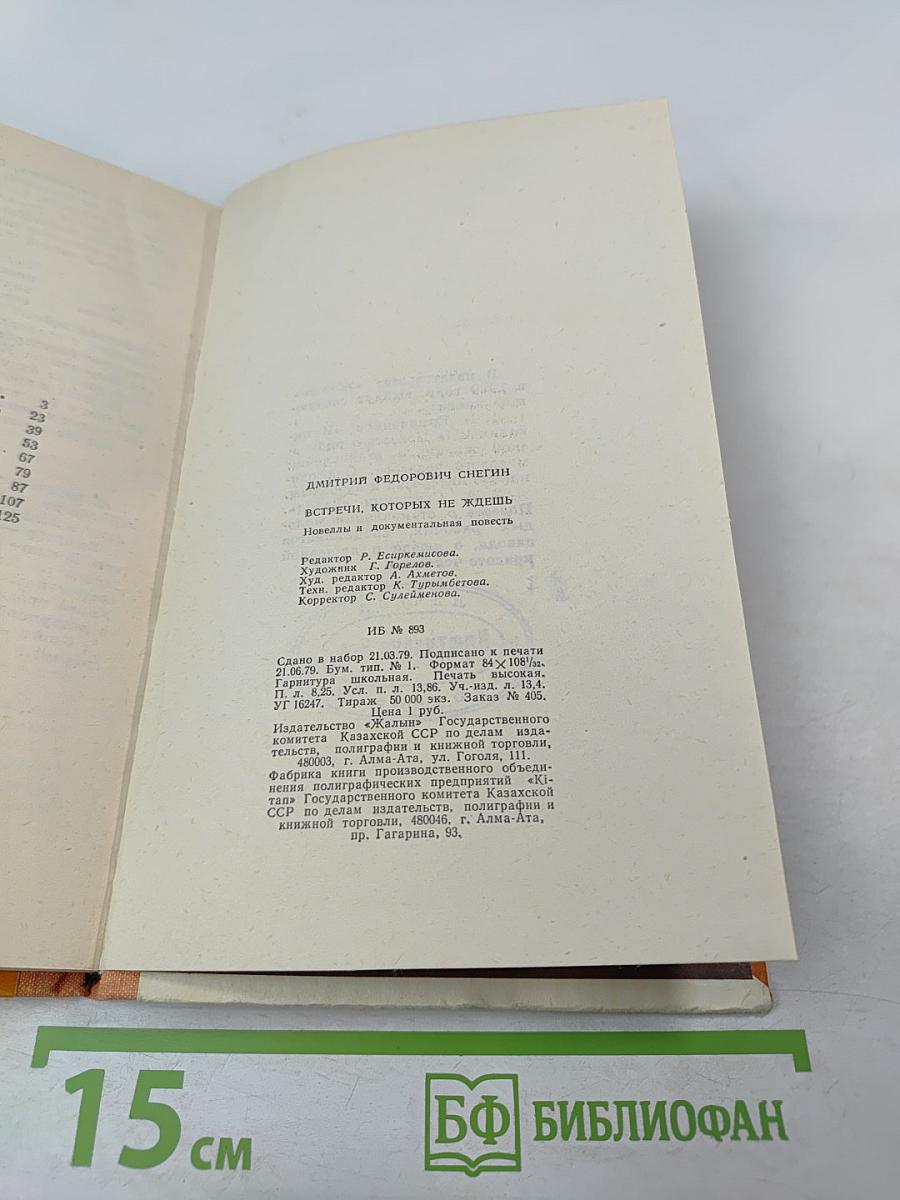 3
23
39
53
67
79
87
107
125
ДМИТРИЙ ФЕДОРОВИЧ СНЕГИН
ВСТРЕЧИ, КОТОРЫХ НЕ ЖДЕШЬ
Новеллы и документальная повесть
Редактор Р. Есиркемисова.
Художник Г. Горелов.
Худ. редактор А. Ахметов.
Техн. редактор К. Турымбетова.
Корректор С. Сулейменова.
ИБ № 893
Сдано в набор 21.03.79. Подписано к печати
21.06.79. Бум. тип. № 1. Формат 84×108¹/₃₂.
Гарнитура школьная. Печать высокая.
П. л. 8,25. Усл. п. л. 13,86. Уч.-изд. л. 13,4.
УГ 16247. Тираж 50 000 экз. Заказ № 405.
Цена 1 руб.
Издательство «Жалын» Государственного
комитета Казахской ССР по делам изда-
тельств, полиграфии и книжной торговли,
480003, г. Алма-Ата, ул. Гоголя, 111.
Фабрика книги производственного объеди-
нения полиграфических предприятий «Кі-
тап» Государственного комитета Казахской
ССР по делам издательств, полиграфии и
книжной торговли, 480046, г. Алма-Ата,
пр. Гагарина, 93.
15 см
БФ БИБЛИОФАН